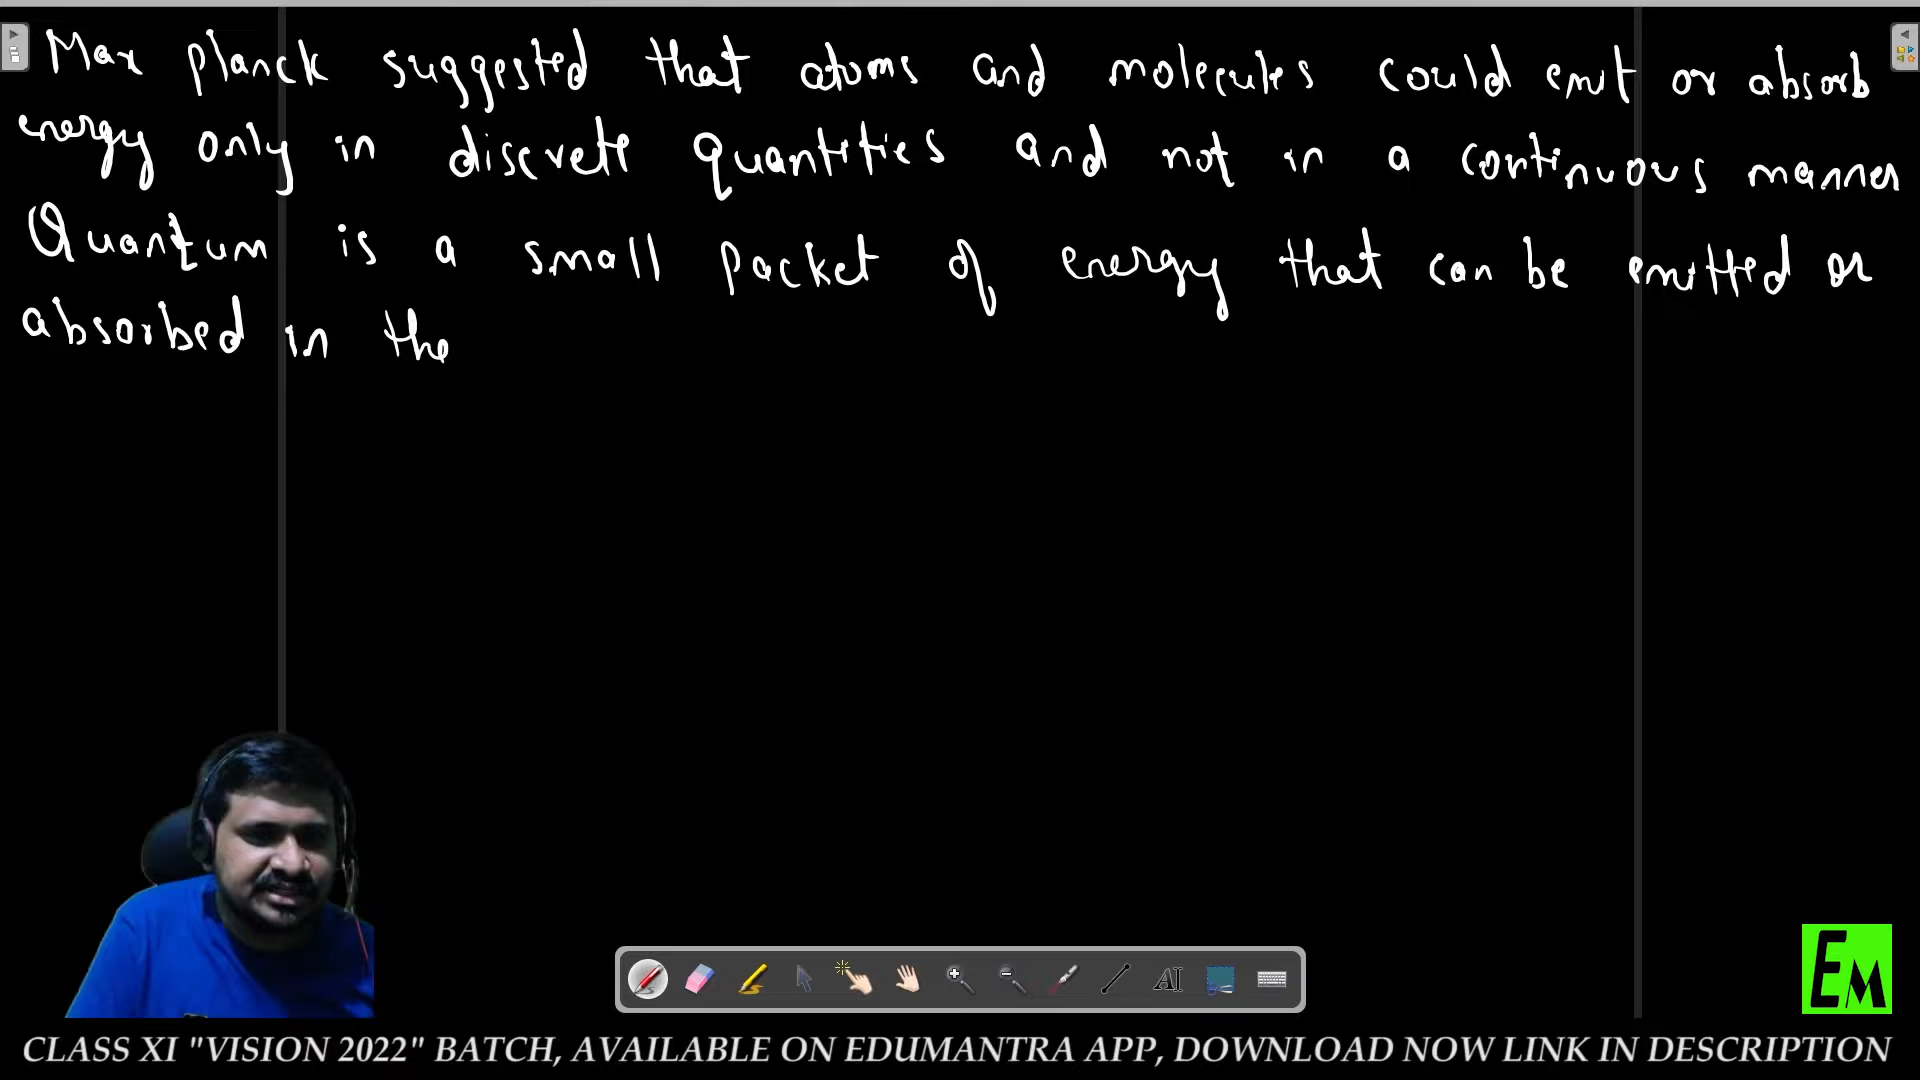 Max planck suggested that atoms and molecules could emit or absorb
energy only in discrete quantities and not in a continuous manner
Quantum is a small packet of energy that can be emitted or
absorbed in the
AI
EM
CLASS XI "VISION 2022" BATCH, AVAILABLE ON EDUMANTRA APP, DOWNLOAD NOW LINK IN DESCRIPTION